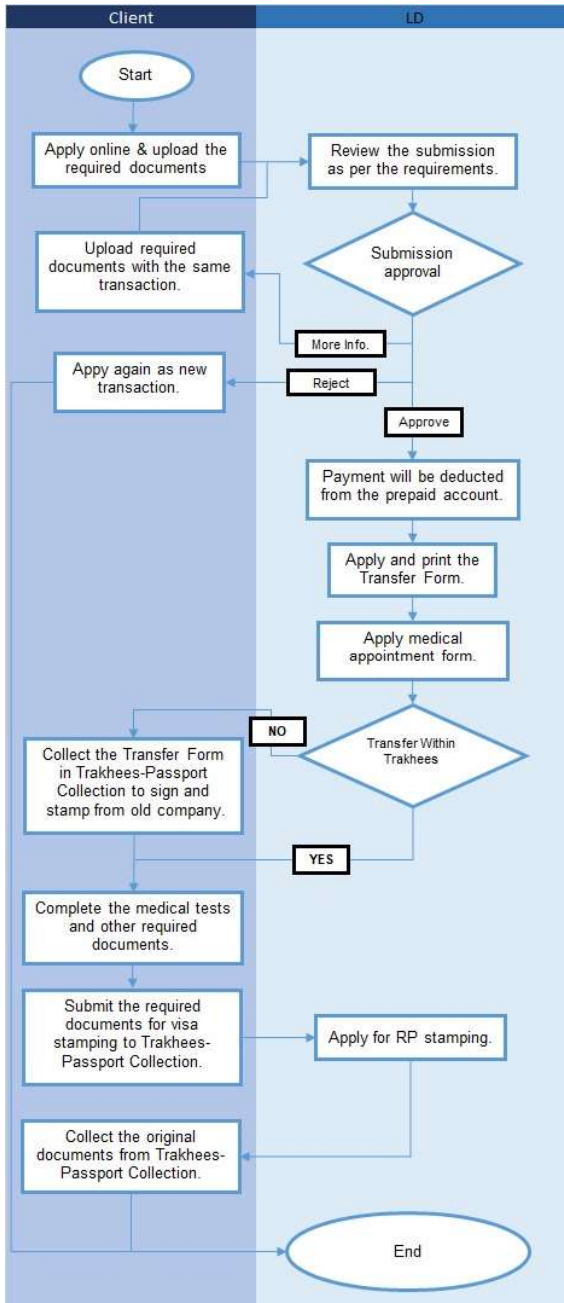 Client
LD
Start
Apply online & upload the
required documents
Review the submission
as per the requirements.
Upload required
documents with the same
transaction.
Submission
approval
More Info.
Appy again as new
transaction.
Reject
Approve
Payment will be deducted
from the prepaid account.
Apply and print the
Transfer Form.
Apply medical
appointment form.
NO
Transfer Within
Trakhees
Collect the Transfer Form
in Trakhees-Passport
Collection to sign and
stamp from old company.
YES
Complete the medical tests
and other required
documents.
Submit the required
documents for visa
stamping to Trakhees-
Passport Collection.
Apply for RP stamping.
Collect the original
documents from Trakhees-
Passport Collection.
End